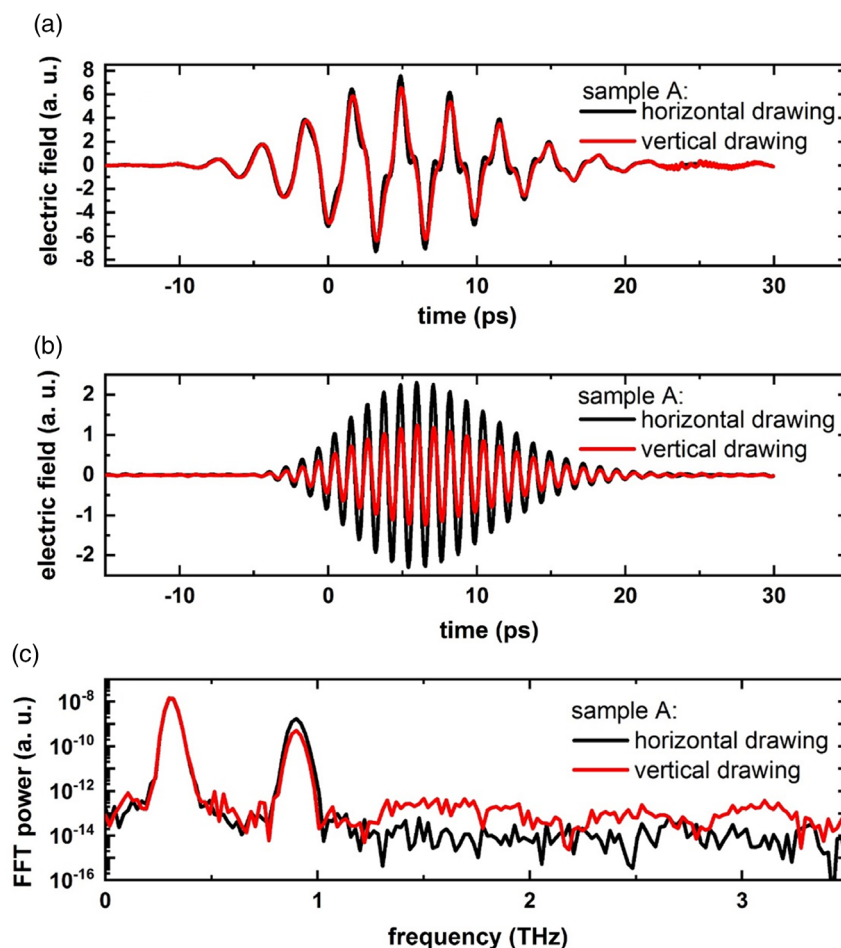 (a)
electric field (a. u.)
8
6
4
2
0
-2
-4
-6
-8
sample A:
horizontal drawing
vertical drawing
-10
0
10
20
30
time (ps)
(b)
electric field (a. u.)
2
1
0
-1
-2
sample A:
horizontal drawing
vertical drawing
-10
0
10
20
30
time (ps)
(c)
FFT power (a. u.)
10⁻⁸
10⁻¹⁰
10⁻¹²
10⁻¹⁴
10⁻¹⁶
sample A:
horizontal drawing
vertical drawing
0
1
2
3
frequency (THz)